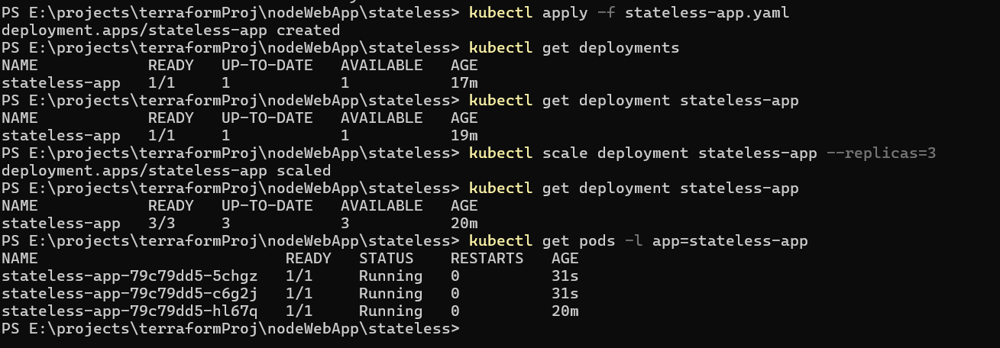 PS E:\projects\terraformProj\nodeWebApp\stateless> kubectl apply -f stateless-app.yaml
deployment.apps/stateless-app created
PS E:\projects\terraformProj\nodeWebApp\stateless> kubectl get deployments
NAME            READY   UP-TO-DATE   AVAILABLE   AGE
stateless-app   1/1     1            1           17m
PS E:\projects\terraformProj\nodeWebApp\stateless> kubectl get deployment stateless-app
NAME            READY   UP-TO-DATE   AVAILABLE   AGE
stateless-app   1/1     1            1           19m
PS E:\projects\terraformProj\nodeWebApp\stateless> kubectl scale deployment stateless-app --replicas=3
deployment.apps/stateless-app scaled
PS E:\projects\terraformProj\nodeWebApp\stateless> kubectl get deployment stateless-app
NAME            READY   UP-TO-DATE   AVAILABLE   AGE
stateless-app   3/3     3            3           20m
PS E:\projects\terraformProj\nodeWebApp\stateless> kubectl get pods -l app=stateless-app
NAME                           READY   STATUS    RESTARTS   AGE
stateless-app-79c79dd5-5chgz   1/1     Running   0          31s
stateless-app-79c79dd5-c6g2j   1/1     Running   0          31s
stateless-app-79c79dd5-hl67q   1/1     Running   0          20m
PS E:\projects\terraformProj\nodeWebApp\stateless>